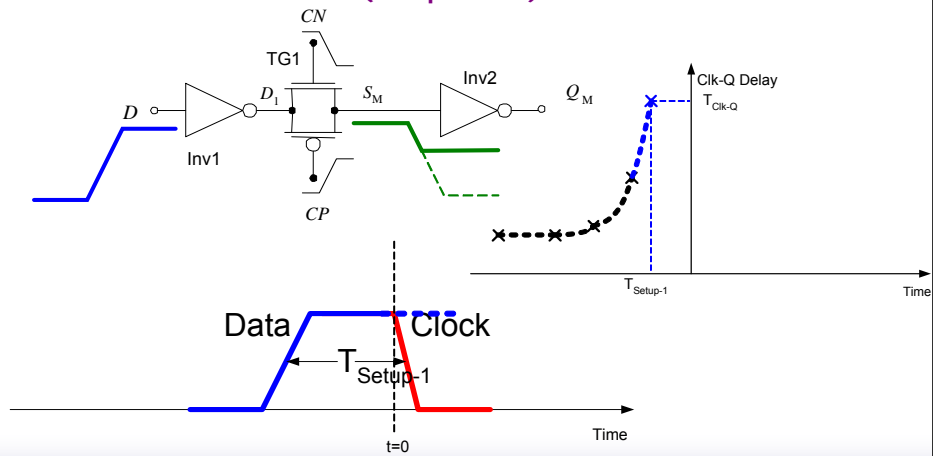 CN
TG1
D
D1
SM
Inv2
QM
Inv1
CP
Clk-Q Delay
TClk-Q
TSetup-1
Time
Data
Clock
TSetup-1
Time
t=0